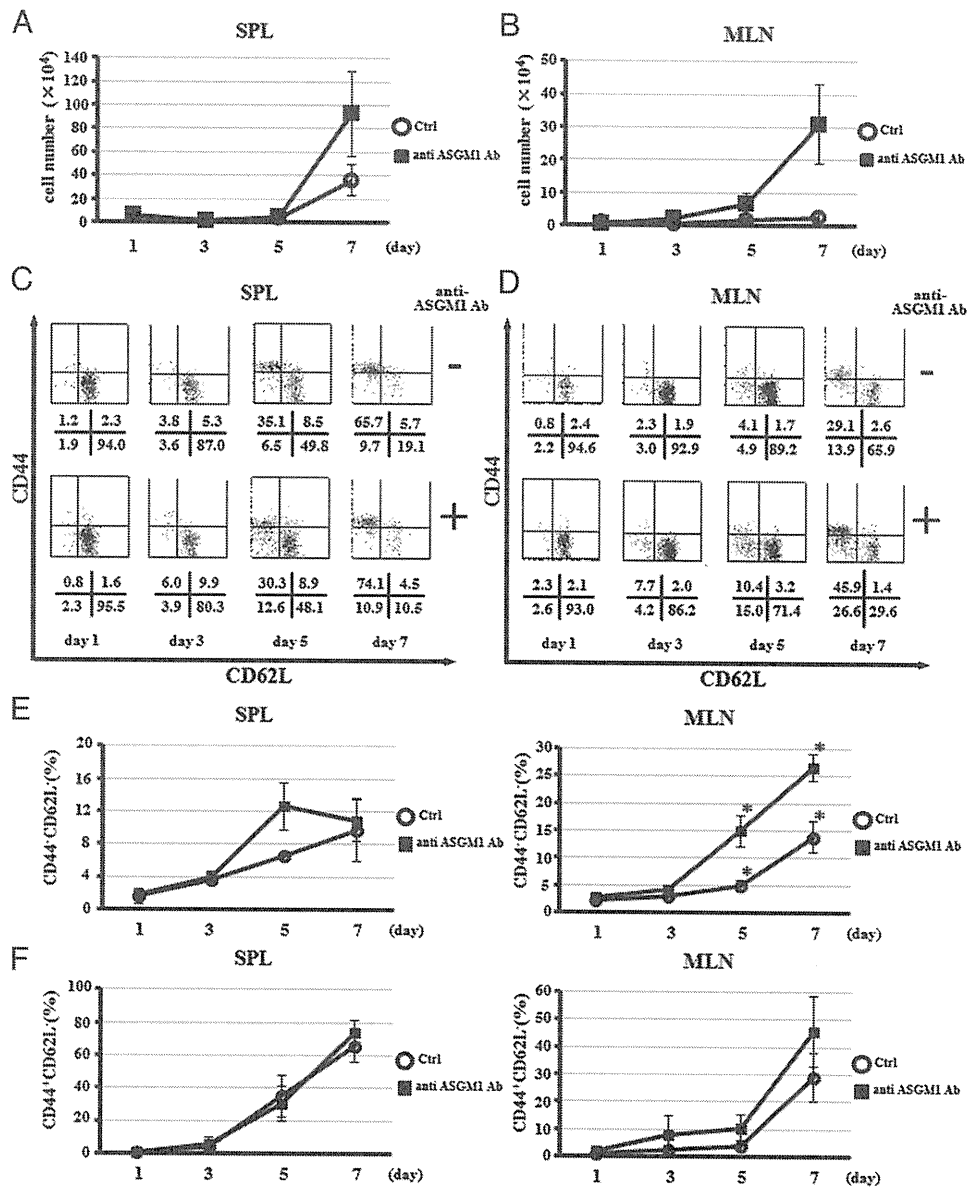 A
SPL
cell number (×10⁴)
140
120
100
80
60
40
20
0
1 3 5 7 (day)
Ctrl
anti ASGM1 Ab
B
MLN
cell number (×10⁴)
50
40
30
20
10
0
1 3 5 7 (day)
Ctrl
anti ASGM1 Ab
C
SPL
anti-
ASGM1 Ab
CD44
-
1.2 2.3 3.8 5.3 35.1 8.5 65.7 5.7
1.9 94.0 3.6 87.0 6.5 49.8 9.7 19.1
+
0.8 1.6 6.0 9.9 30.3 8.9 74.1 4.5
2.3 95.5 3.9 80.3 12.6 48.1 10.9 10.5
day 1 day 3 day 5 day 7
CD62L
D
MLN
anti-
ASGM1 Ab
CD44
-
0.8 2.4 2.3 1.9 4.1 1.7 29.1 2.6
2.2 94.6 3.0 92.9 4.9 89.2 13.9 65.9
+
2.3 2.1 7.7 2.0 10.4 3.2 45.9 1.4
2.6 93.0 4.2 86.2 15.0 71.4 26.6 29.6
day 1 day 3 day 5 day 7
CD62L
E
SPL
CD44⁻CD62L⁻(%)
20
16
12
8
4
0
1 3 5 7 (day)
Ctrl
anti ASGM1 Ab
MLN
CD44⁻CD62L⁻(%)
30
25
20
15
10
5
0
* * * *
1 3 5 7 (day)
Ctrl
anti ASGM1 Ab
F
SPL
CD44⁺CD62L⁻(%)
100
80
60
40
20
0
1 3 5 7 (day)
Ctrl
anti ASGM1 Ab
MLN
CD44⁺CD62L⁻(%)
60
50
40
30
20
10
0
1 3 5 7 (day)
Ctrl
anti ASGM1 Ab